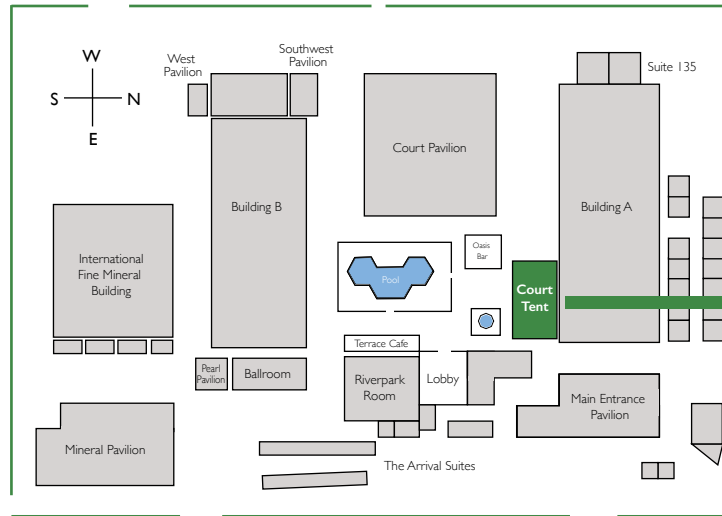 W
S
N
E
West
Pavilion
Southwest
Pavilion
Suite 135
Court Pavilion
Building B
Building A
International
Fine Mineral
Building
Oasis
Bar
Pool
Court
Tent
Terrace Cafe
Pearl
Pavilion
Ballroom
Riverpark
Room
Lobby
Main Entrance
Pavilion
Mineral Pavilion
The Arrival Suites